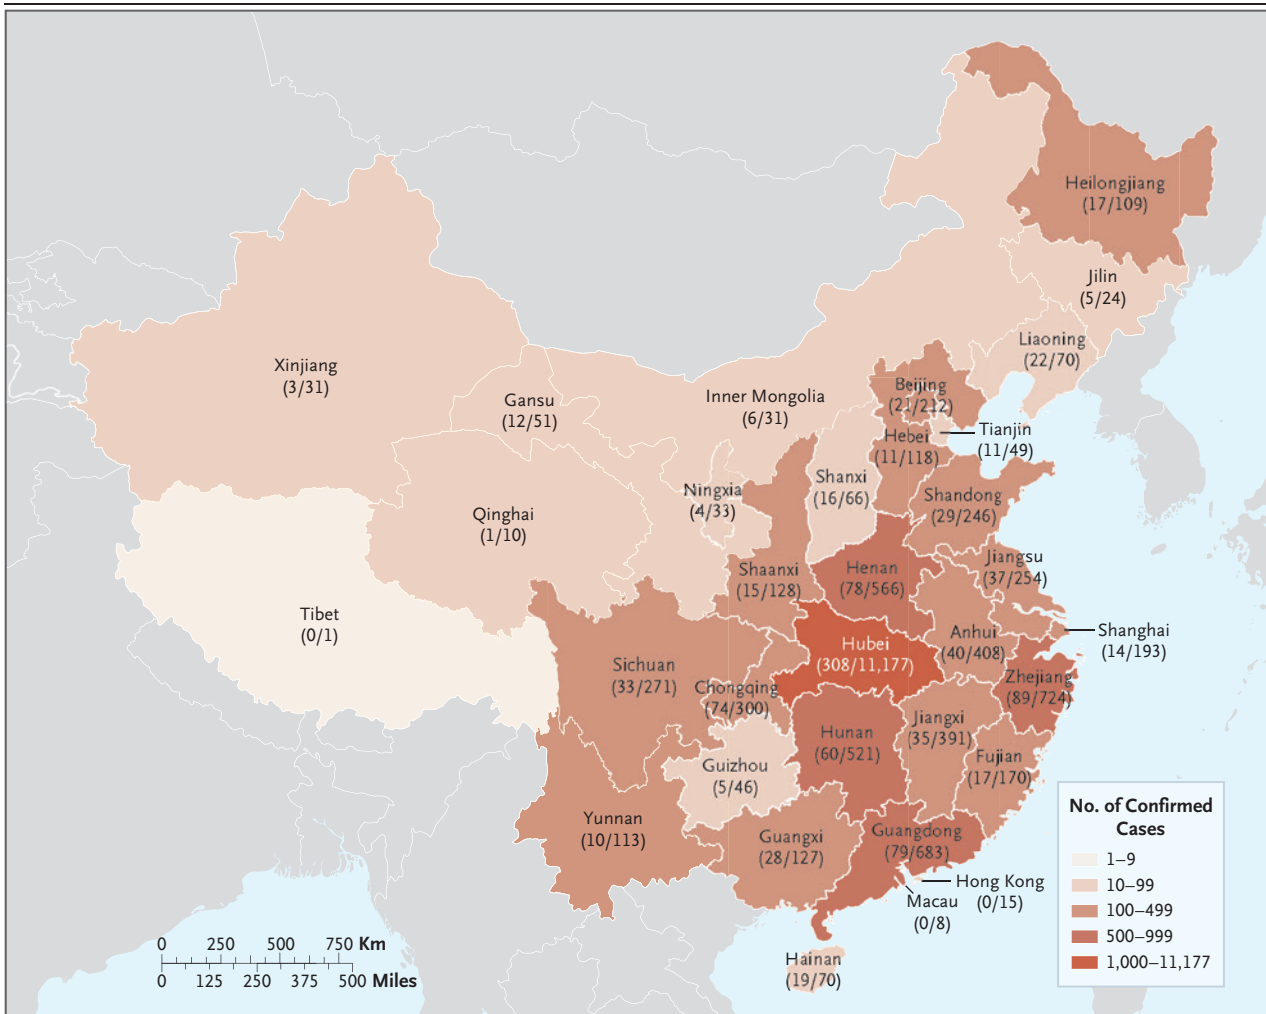 Heilongjiang
(17/109)
Jilin
(5/24)
Liaoning
(22/70)
Xinjiang
(3/31)
Gansu
(12/51)
Inner Mongolia
(6/31)
Beijing
(21/212)
Tianjin
(11/49)
Hebei
(11/118)
Shanxi
(16/66)
Ningxia
(4/33)
Shandong
(29/246)
Qinghai
(1/10)
Shaanxi
(15/128)
Henan
(78/566)
Jiangsu
(37/254)
Tibet
(0/1)
Hubei
(308/11,177)
Anhui
(40/408)
Shanghai
(14/193)
Sichuan
(33/271)
Chongqing
(74/300)
Zhejiang
(89/724)
Hunan
(60/521)
Jiangxi
(35/391)
Fujian
(17/170)
Guizhou
(5/46)
Yunnan
(10/113)
Guangxi
(28/127)
Guangdong
(79/683)
Hong Kong
(0/15)
Macau
(0/8)
Hainan
(19/70)
No. of Confirmed
Cases
1–9
10–99
100–499
500–999
1,000–11,177
0 250 500 750 Km
0 125 250 375 500 Miles